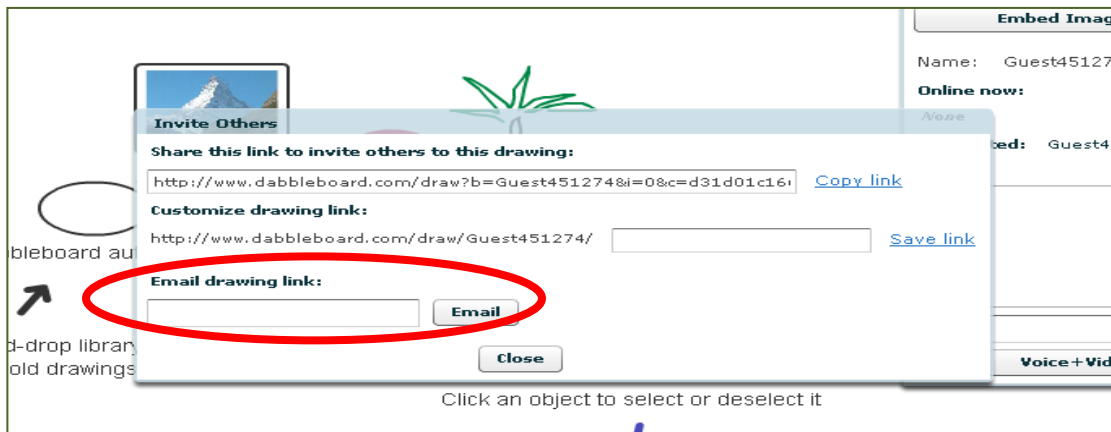 Embed Imag
Name: Guest45127
Online now:
None
ted: Guest4
Invite Others
Share this link to invite others to this drawing:
http://www.dabbleboard.com/draw?b=Guest451274&i=0&c=d31d01c16 Copy link
Customize drawing link:
http://www.dabbleboard.com/draw/Guest451274/ Save link
bleboard au
Email drawing link:
Email
d-drop library
old drawings
Close
Voice+Vid
Click an object to select or deselect it